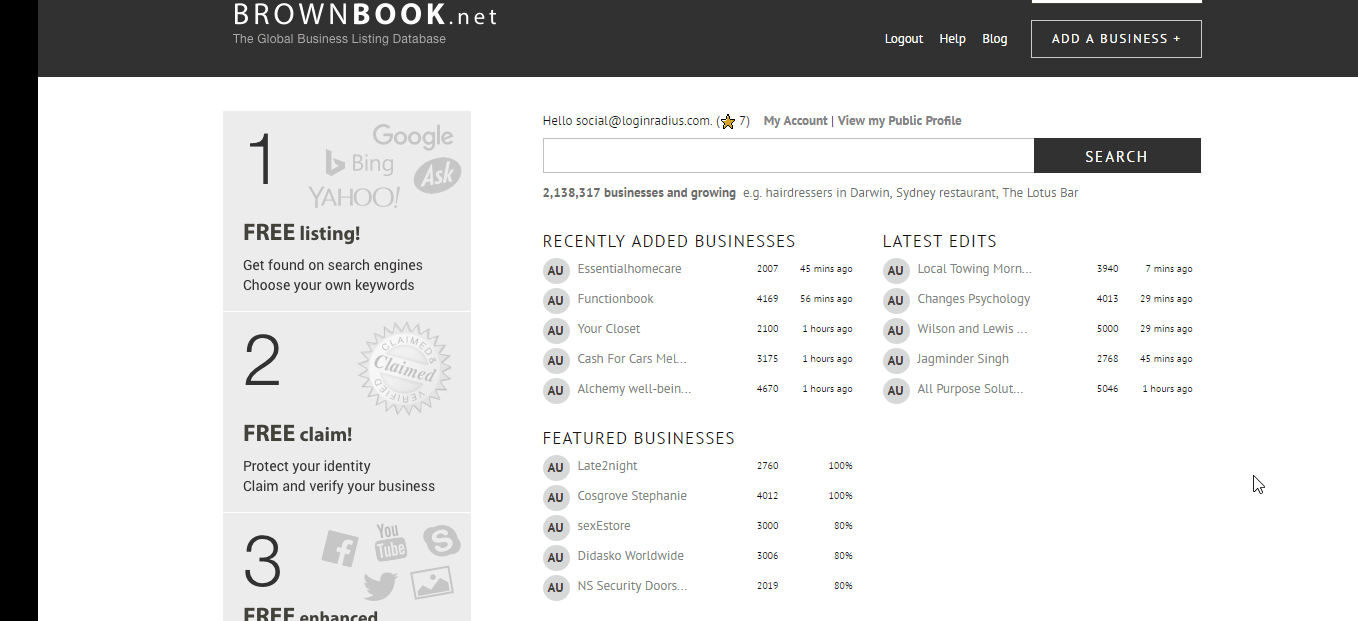 BROWNBOOK.net
The Global Business Listing Database
Logout Help Blog ADD A BUSINESS +
1
Google
Bing
Ask
YAHOO!
FREE listing!
Get found on search engines
Choose your own keywords
2
CLAIMED &
Claimed
VERIFIED
FREE claim!
Protect your identity
Claim and verify your business
3
You
Tube
FREE enhanced
Hello social@loginradius.com. ( 7) My Account | View my Public Profile
SEARCH
2,138,317 businesses and growing e.g. hairdressers in Darwin, Sydney restaurant, The Lotus Bar
RECENTLY ADDED BUSINESSES
AU Essentialhomecare 2007 45 mins ago
AU Functionbook 4169 56 mins ago
AU Your Closet 2100 1 hours ago
AU Cash For Cars Mel... 3175 1 hours ago
AU Alchemy well-bein... 4670 1 hours ago
LATEST EDITS
AU Local Towing Morn... 3940 7 mins ago
AU Changes Psychology 4013 29 mins ago
AU Wilson and Lewis ... 5000 29 mins ago
AU Jagminder Singh 2768 45 mins ago
AU All Purpose Solut... 5046 1 hours ago
FEATURED BUSINESSES
AU Late2night 2760 100%
AU Cosgrove Stephanie 4012 100%
AU sexEstore 3000 80%
AU Didasko Worldwide 3006 80%
AU NS Security Doors... 2019 80%